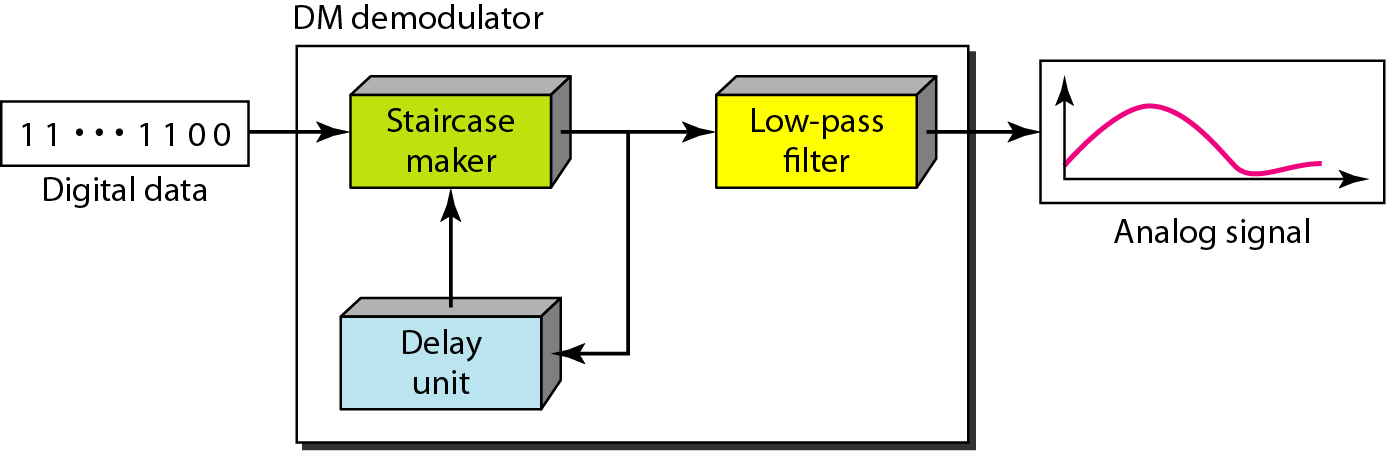 DM demodulator
11 ··· 1100
Digital data
Staircase
maker
Low-pass
filter
Analog signal
Delay
unit